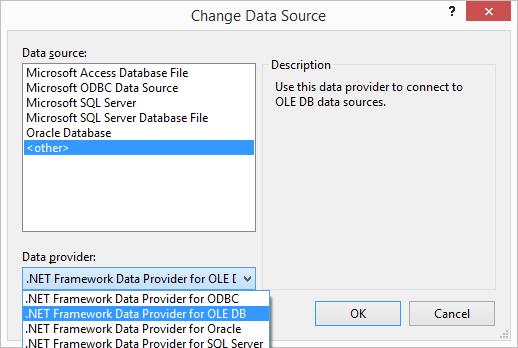 Change Data Source
?
Data source:
Microsoft Access Database File
Microsoft ODBC Data Source
Microsoft SQL Server
Microsoft SQL Server Database File
Oracle Database
<other>
Description
Use this data provider to connect to
OLE DB data sources.
Data provider:
.NET Framework Data Provider for OLE D
.NET Framework Data Provider for ODBC
.NET Framework Data Provider for OLE DB
.NET Framework Data Provider for Oracle
.NET Framework Data Provider for SQL Server
OK
Cancel